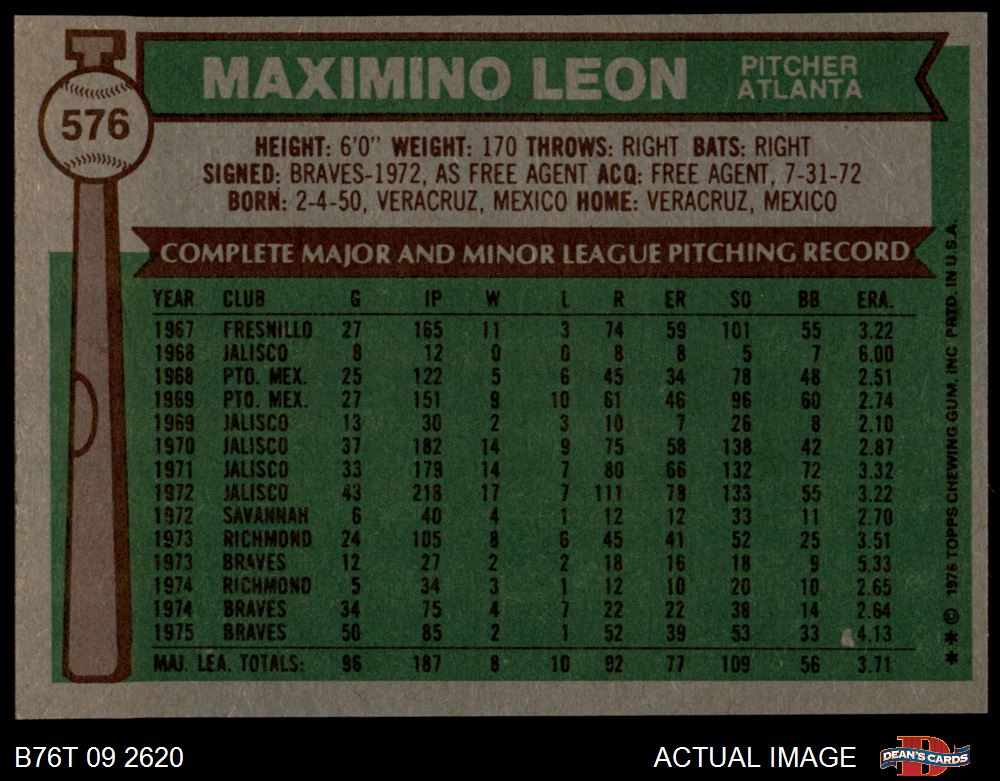 T
MAXIMINO LEON PITCHER ATLANTA
576
HEIGHT: 6'0" WEIGHT: 170 THROWS: RIGHT BATS: RIGHT
SIGNED: BRAVES-1972, AS FREE AGENT ACQ: FREE AGENT, 7-31-72
BORN: 2-4-50, VERACRUZ, MEXICO HOME: VERACRUZ, MEXICO
COMPLETE MAJOR AND MINOR LEAGUE PITCHING RECORD
YEAR CLUB G IP W L R ER SO BB ERA.
1967 FRESNILLO 27 165 11 3 74 59 101 55 3.22
1968 JALISCO 8 12 0 0 8 8 5 7 6.00
1968 PTO. MEX. 25 122 5 6 45 34 78 48 2.51
1969 PTO. MEX. 27 151 9 10 61 46 96 60 2.74
1969 JALISCO 13 30 2 3 10 7 26 8 2.10
1970 JALISCO 37 182 14 9 75 58 138 42 2.87
1971 JALISCO 33 179 14 7 80 66 132 72 3.32
1972 JALISCO 43 218 17 7 111 79 133 55 3.22
1972 SAVANNAH 6 40 4 1 12 12 33 11 2.70
1973 RICHMOND 24 105 8 6 45 41 52 25 3.51
1973 BRAVES 12 27 2 2 18 16 18 9 5.33
1974 RICHMOND 5 34 3 1 12 10 20 10 2.65
1974 BRAVES 34 75 4 7 22 22 38 14 2.64
1975 BRAVES 50 85 2 1 52 39 53 33 4.13
MAJ. LEA. TOTALS: 96 187 8 10 92 77 109 56 3.71
** © 1976 TOPPS CHEWING GUM, INC PRTD. IN U.S.A.
B76T 09 2620 ACTUAL IMAGE DEAN'S CARDS